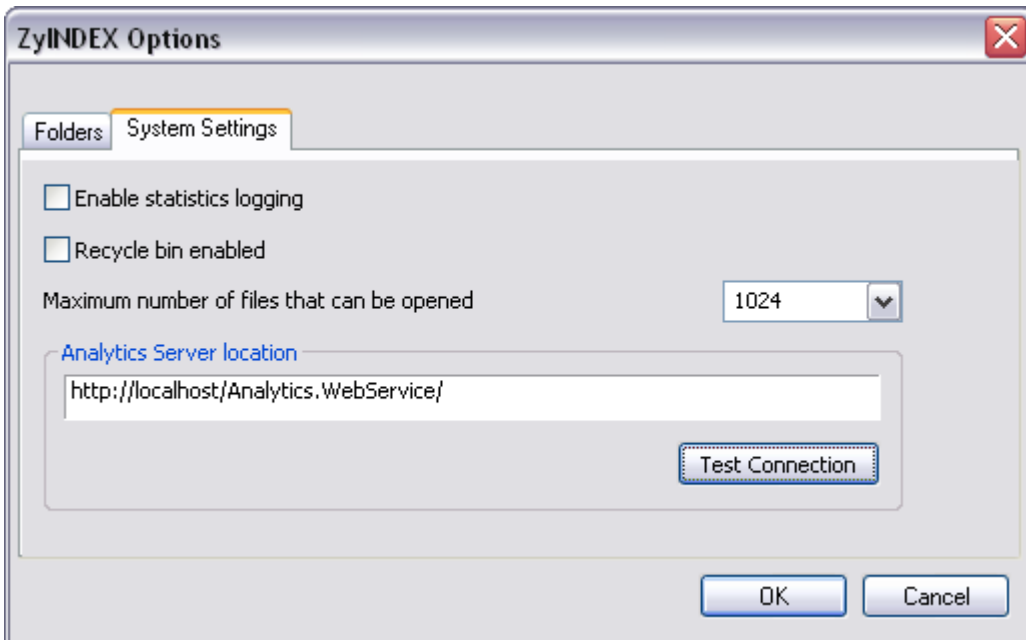 ZyINDEX Options
Folders
System Settings
Enable statistics logging
Recycle bin enabled
Maximum number of files that can be opened 1024
Analytics Server location
http://localhost/Analytics.WebService/
Test Connection
OK Cancel